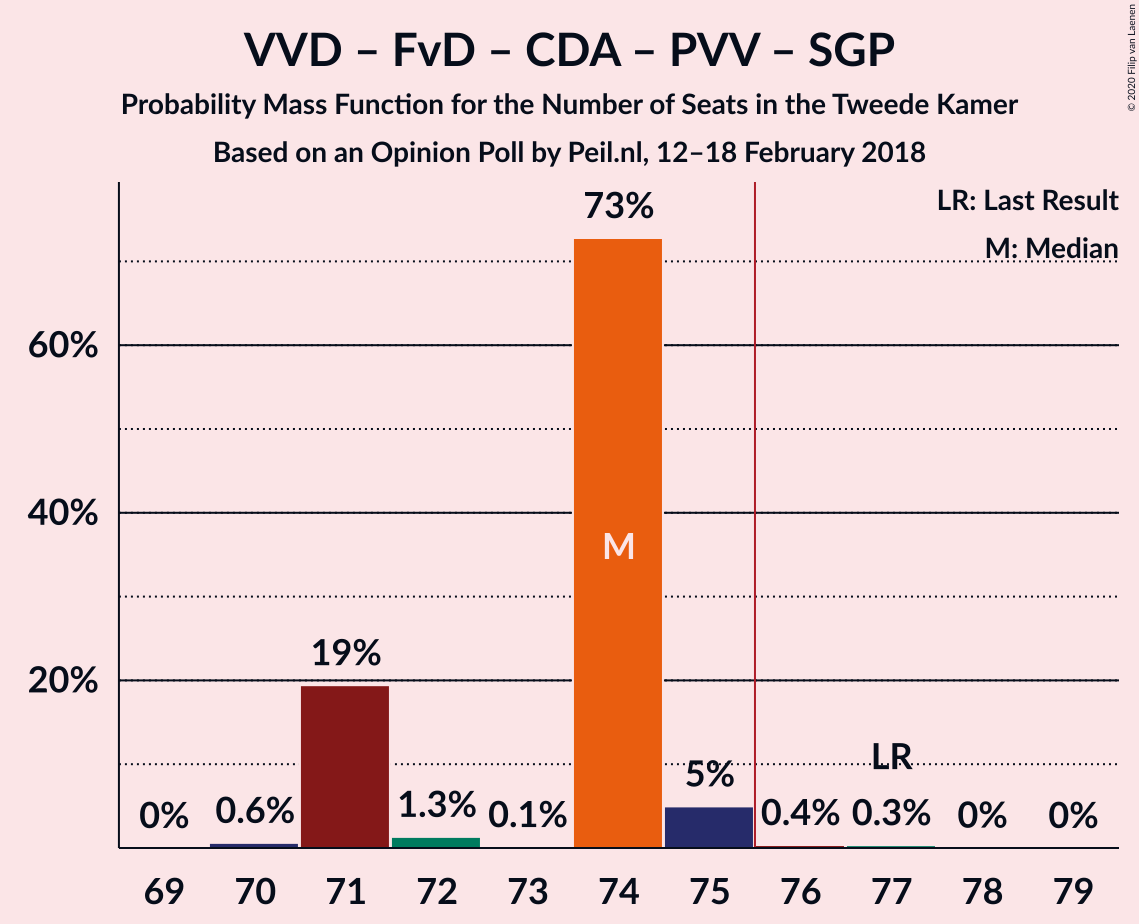 VVD – FvD – CDA – PVV – SGP
Probability Mass Function for the Number of Seats in the Tweede Kamer
Based on an Opinion Poll by Peil.nl, 12–18 February 2018
© 2020 Filip van Laenen
LR: Last Result
M: Median
73%
60%
40%
M
19%
20%
LR
5%
0% 0.6% 1.3% 0.1% 0.4% 0.3% 0% 0%
69 70 71 72 73 74 75 76 77 78 79